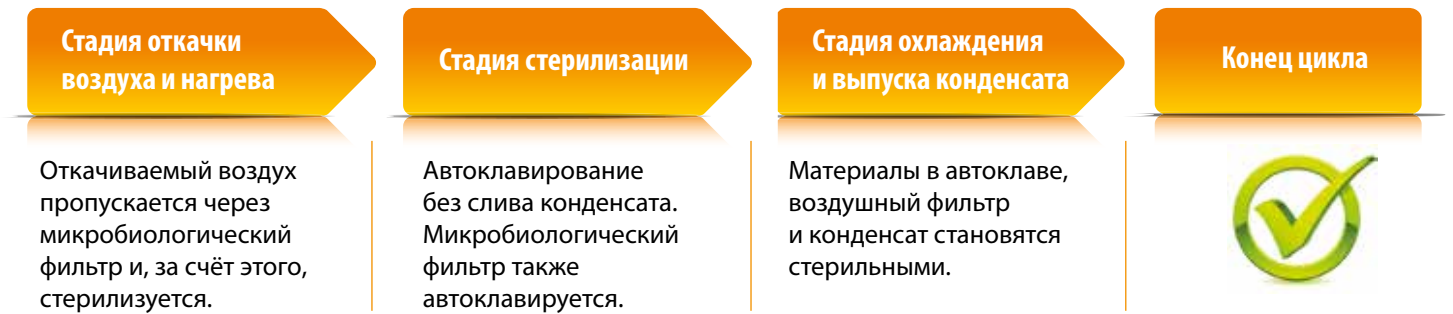 Стадия откачки
воздуха и нагрева
Стадия стерилизации
Стадия охлаждения
и выпуска конденсата
Конец цикла
Откачиваемый воздух
пропускается через
микробиологический
фильтр и, за счёт этого,
стерилизуется.
Автоклавирование
без слива конденсата.
Микробиологический
фильтр также
автоклавируется.
Материалы в автоклаве,
воздушный фильтр
и конденсат становятся
стерильными.